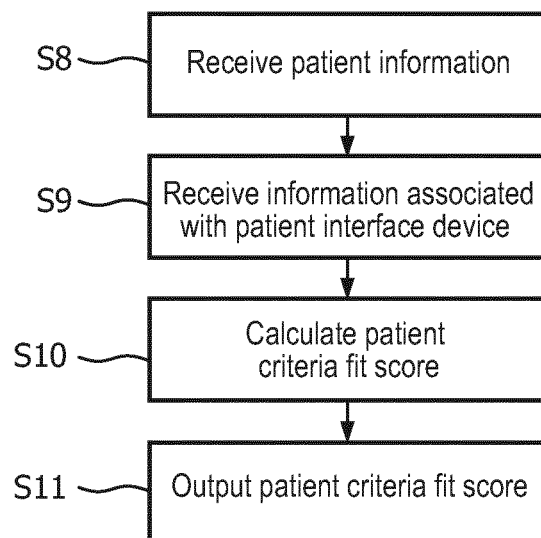 S8
Receive patient information
S9
Receive information associated
with patient interface device
S10
Calculate patient
criteria fit score
S11
Output patient criteria fit score